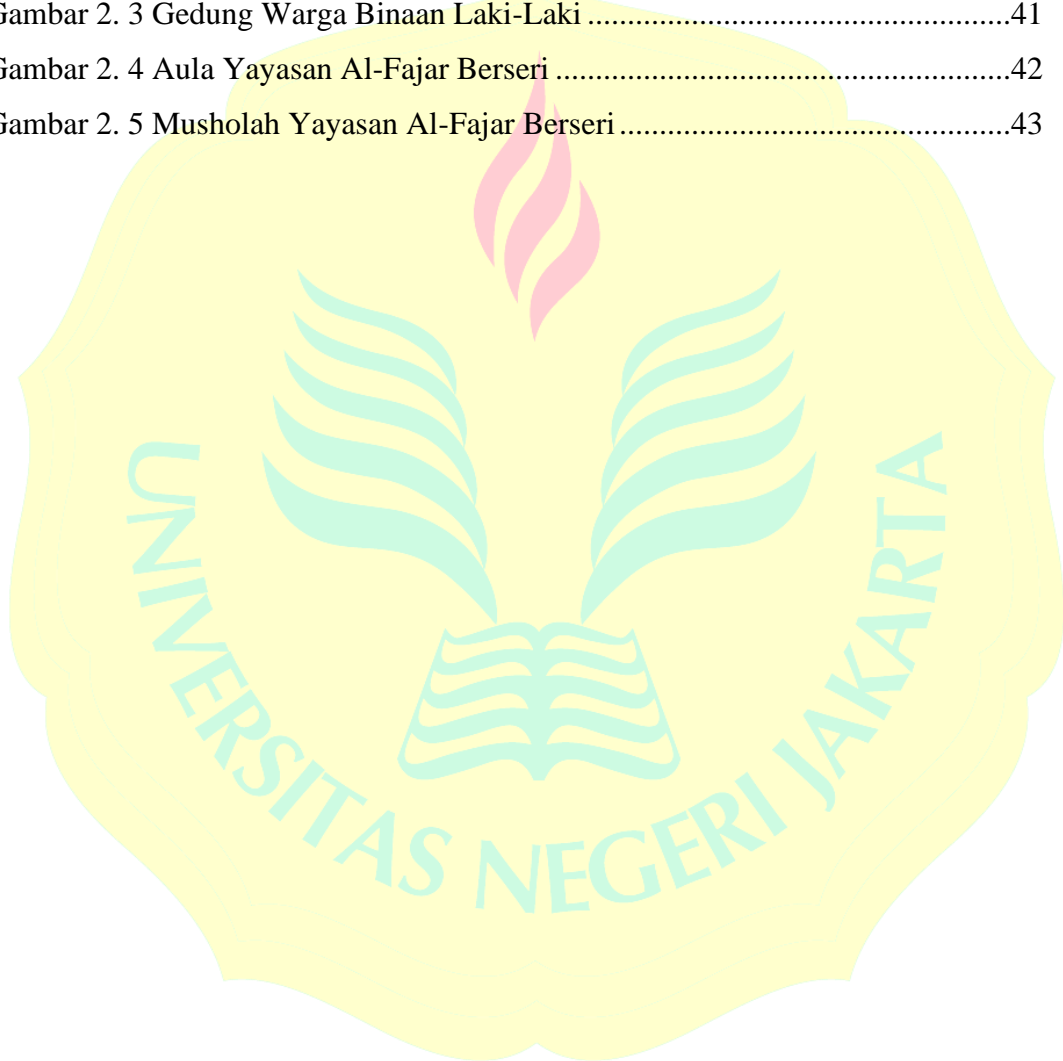 Gambar 2. 3 Gedung Warga Binaan Laki-Laki ........................................................................41
Gambar 2. 4 Aula Yayasan Al-Fajar Berseri ..............................................................................42
Gambar 2. 5 Musholah Yayasan Al-Fajar Berseri ...................................................................43
UNIVERSITAS NEGERI JAKARTA